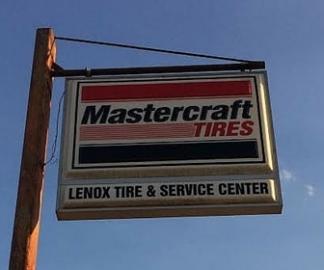 Mastercraft
TIRES
LENOX TIRE & SERVICE CENTER